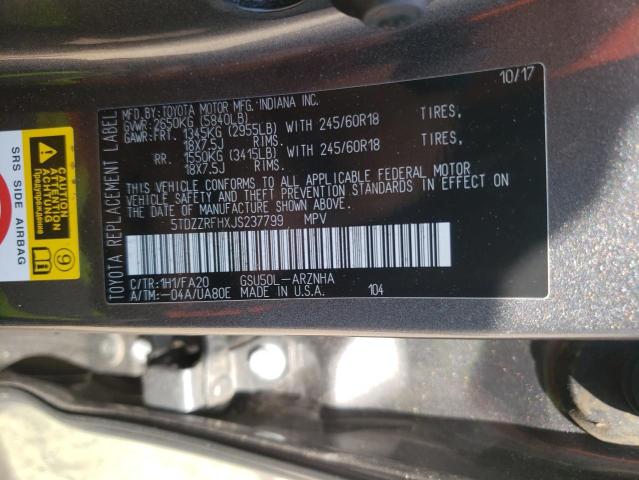 10/17
MFD.BY:TOYOTA MOTOR MFG.INDIANA INC.
GVWR:2650KG (5840LB)
GAWR:FRT. 1345KG (2955LB) WITH 245/60R18 TIRES,
18X7.5J RIMS.
RR. 1550KG (3415LB) WITH 245/60R18 TIRES,
18X7.5J RIMS.
THIS VEHICLE CONFORMS TO ALL APPLICABLE FEDERAL MOTOR
VEHICLE SAFETY AND THEFT PREVENTION STANDARDS IN EFFECT ON
THE DATE OF MANUFACTURE SHOWN ABOVE.
5TDZZRFHXJS237799 MPV
C/TR:1H1/FA20 GSU50L-ARZNHA
A/TM:-04A/UA80E MADE IN U.S.A. 104
TOYOTA REPLACEMENT LABEL
SRS SIDE AIRBAG
CAUTION
ATTENTION
ACHTUNG
Предупреждение
9